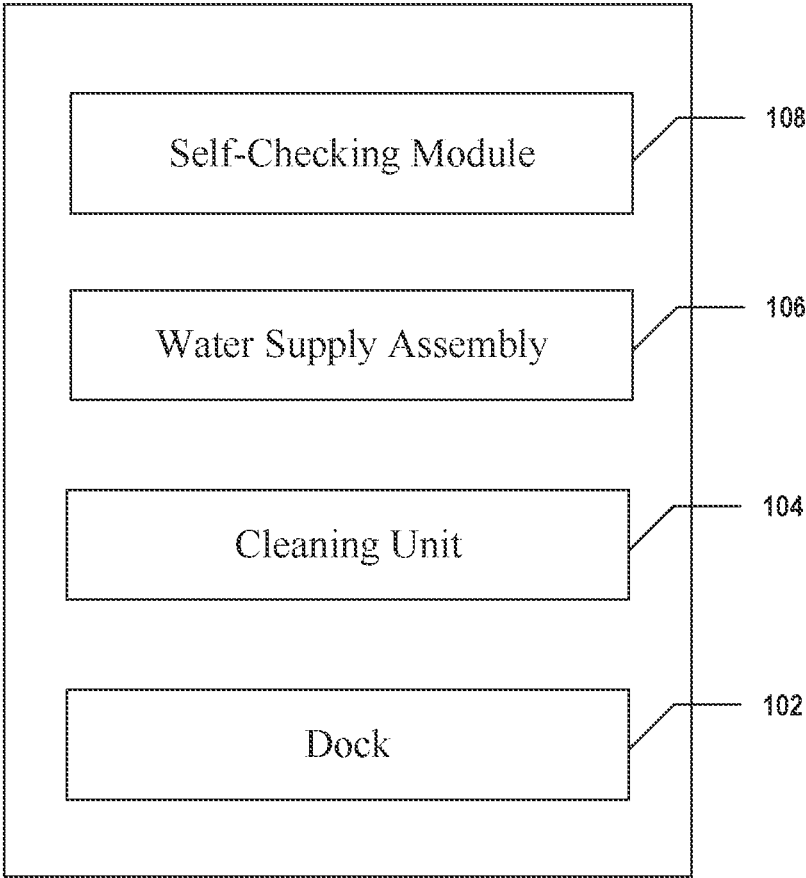 Self-Checking Module
108
Water Supply Assembly
106
Cleaning Unit
104
Dock
102